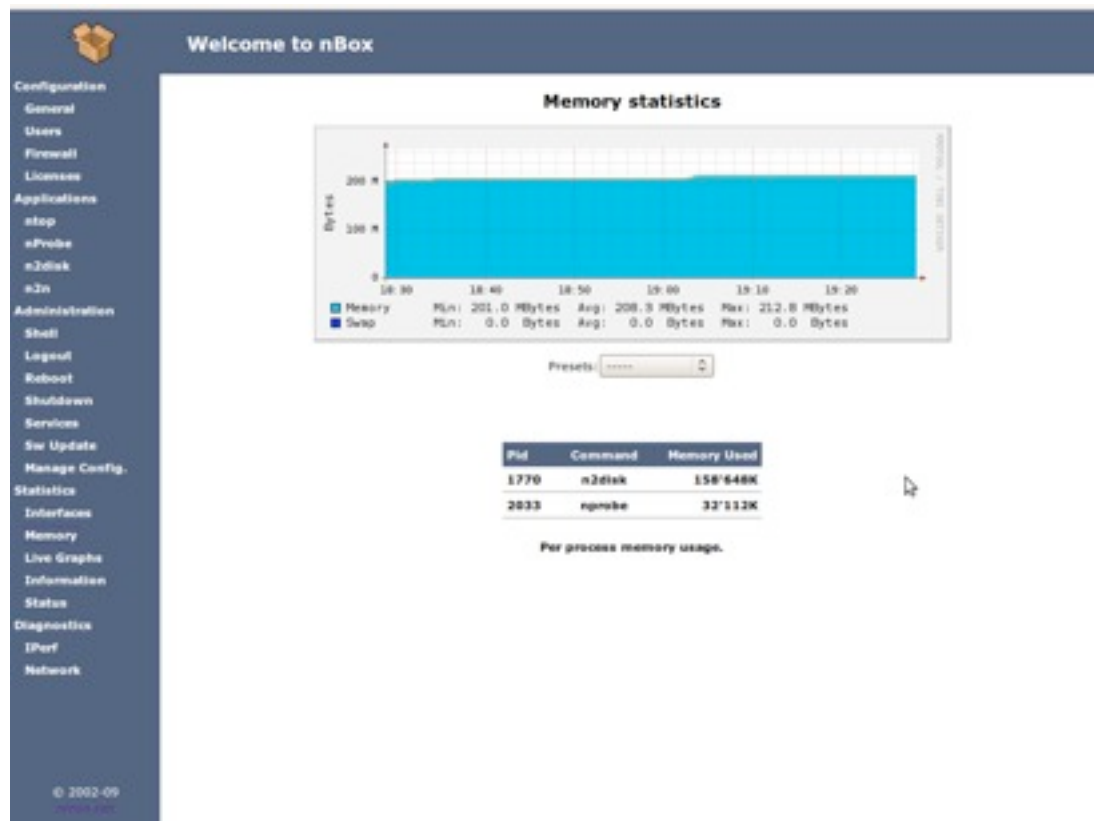 Welcome to nBox
Configuration
General
Users
Firewall
Licenses
Applications
ntop
nProbe
n2disk
n2n
Administration
Shell
Logout
Reboot
Shutdown
Services
Sw Update
Manage Config.
Statistics
Interfaces
Memory
Live Graphs
Information
Status
Diagnostics
IPerf
Network
© 2002-09
Memory statistics
RRDTOOL / TOBI OETIKER
Bytes
200 M
100 M
0
18:30 18:40 18:50 19:00 19:10 19:20
Memory Min: 201.0 MBytes Avg: 208.3 MBytes Max: 212.8 MBytes
Swap Min: 0.0 Bytes Avg: 0.0 Bytes Max: 0.0 Bytes
Presets: -----
Pid Command Memory Used
1770 n2disk 158'648K
2033 nprobe 32'112K
Per process memory usage.